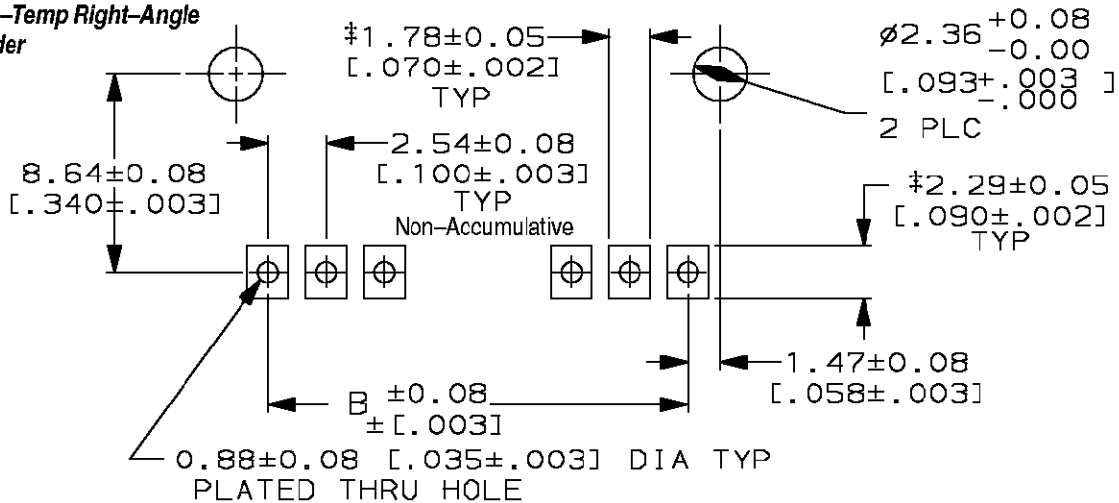 –Temp Right–Angle
der
‡1.78±0.05
[.070±.002]
TYP
⌀2.36 +0.08
-0.00
[.093 +.003 ]
-.000
2 PLC
2.54±0.08
[.100±.003]
TYP
Non–Accumulative
8.64±0.08
[.340±.003]
‡2.29±0.05
[.090±.002]
TYP
1.47±0.08
[.058±.003]
B ±0.08
±[.003]
0.88±0.08 [.035±.003] DIA TYP
PLATED THRU HOLE